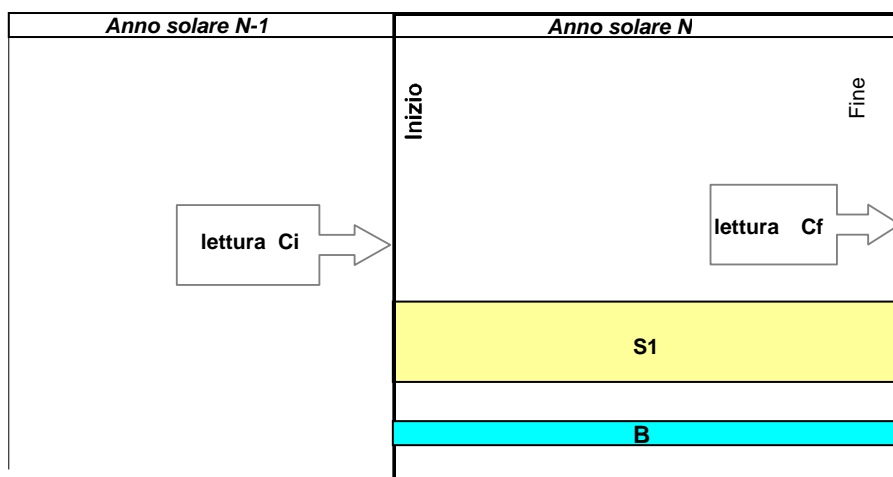 Anno solare N-1
Anno solare N
Inizio
Fine
lettura Ci
lettura Cf
S1
B